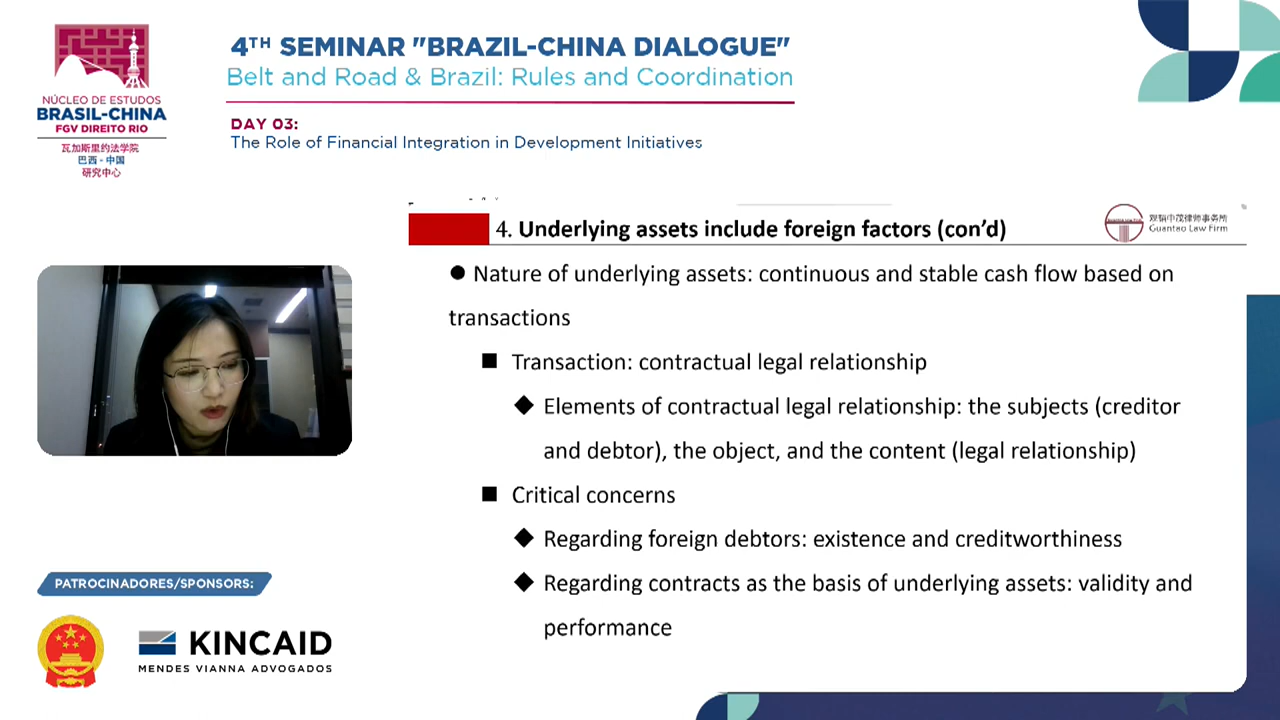 4TH SEMINAR "BRAZIL-CHINA DIALOGUE"
Belt and Road & Brazil: Rules and Coordination
NÚCLEO DE ESTUDOS
BRASIL-CHINA
FGV DIREITO RIO
瓦加斯里约法学院
巴西-中国
研究中心
DAY 03:
The Role of Financial Integration in Development Initiatives
4. Underlying assets include foreign factors (con’d)
Guantao Law Firm
● Nature of underlying assets: continuous and stable cash flow based on
transactions
■ Transaction: contractual legal relationship
◆ Elements of contractual legal relationship: the subjects (creditor
and debtor), the object, and the content (legal relationship)
■ Critical concerns
◆ Regarding foreign debtors: existence and creditworthiness
◆ Regarding contracts as the basis of underlying assets: validity and
performance
PATROCINADORES/SPONSORS:
KINCAID
MENDES VIANNA ADVOGADOS